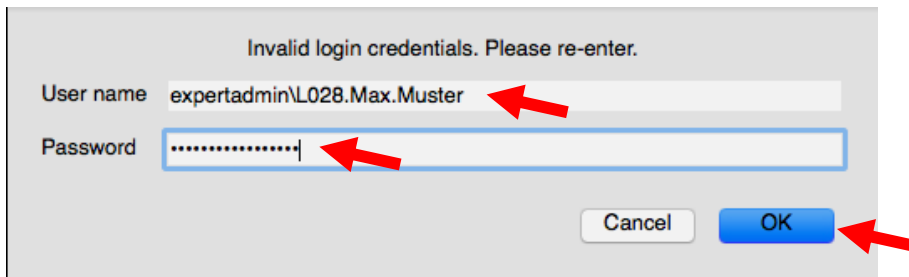 Invalid login credentials. Please re-enter.
User name expertadmin\L028.Max.Muster
Password •••••••••••••••••
Cancel OK